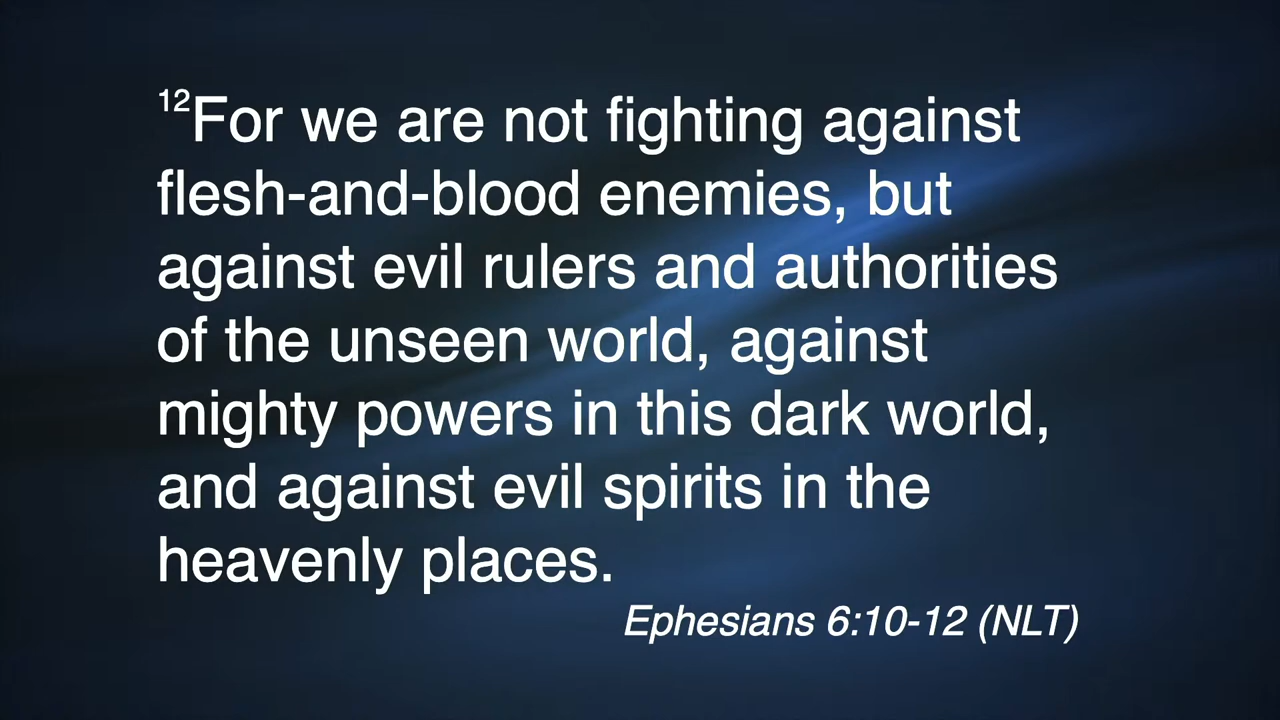 12For we are not fighting against
flesh-and-blood enemies, but
against evil rulers and authorities
of the unseen world, against
mighty powers in this dark world,
and against evil spirits in the
heavenly places.
Ephesians 6:10-12 (NLT)